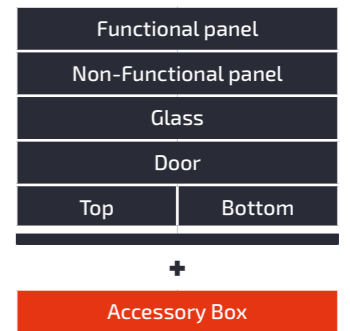 Functional panel
Non-Functional panel
Glass
Door
Top Bottom
+
Accessory Box